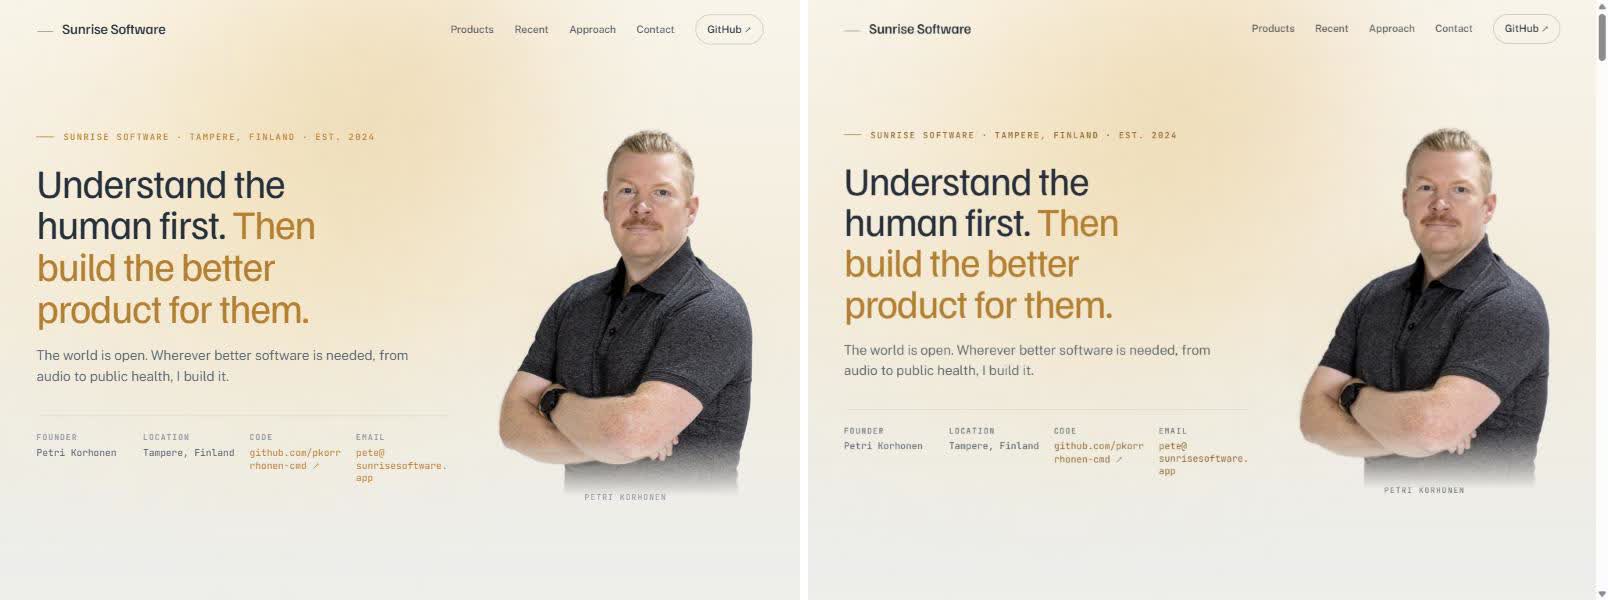 Sunrise Software
Products Recent Approach Contact GitHub ↗
SUNRISE SOFTWARE · TAMPERE, FINLAND · EST. 2024
Understand the
human first. Then
build the better
product for them.
The world is open. Wherever better software is needed, from
audio to public health, I build it.
FOUNDER
Petri Korhonen
LOCATION
Tampere, Finland
CODE
github.com/pkorr
rhonen-cmd ↗
EMAIL
pete@
sunrisesoftware.
app
PETRI KORHONEN
Sunrise Software
Products Recent Approach Contact GitHub ↗
SUNRISE SOFTWARE · TAMPERE, FINLAND · EST. 2024
Understand the
human first. Then
build the better
product for them.
The world is open. Wherever better software is needed, from
audio to public health, I build it.
FOUNDER
Petri Korhonen
LOCATION
Tampere, Finland
CODE
github.com/pkorr
rhonen-cmd ↗
EMAIL
pete@
sunrisesoftware.
app
PETRI KORHONEN